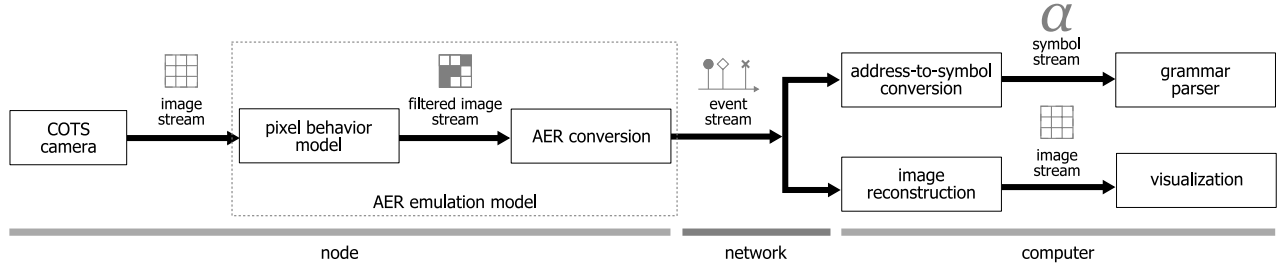 COTS
camera
image
stream
pixel behavior
model
filtered image
stream
AER conversion
AER emulation model
event
stream
address-to-symbol
conversion
α
symbol
stream
grammar
parser
image
reconstruction
image
stream
visualization
node
network
computer